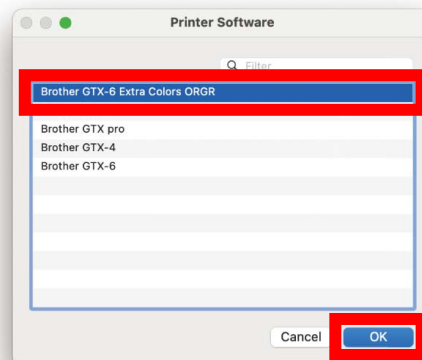 Printer Software
Filter
Brother GTX-6 Extra Colors ORGR
Brother GTX pro
Brother GTX-4
Brother GTX-6
Cancel
OK